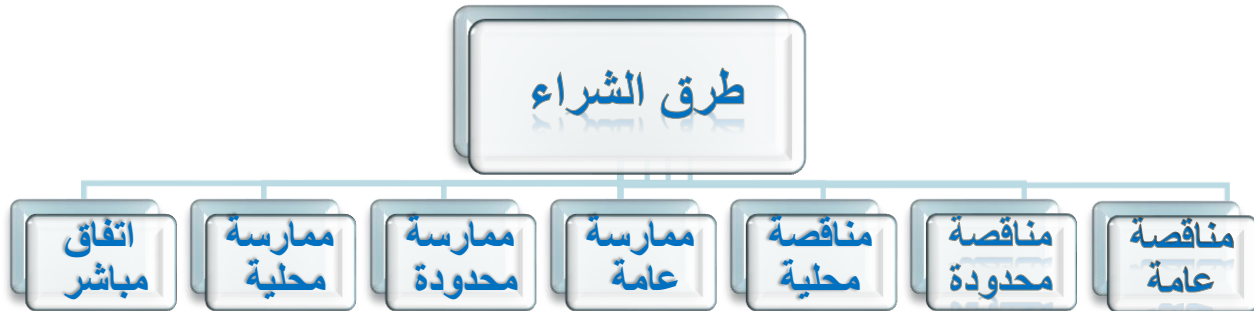 طرق الشراء
مناقصة
عامة
مناقصة
محدودة
مناقصة
محلية
ممارسة
عامة
ممارسة
محدودة
ممارسة
محلية
اتفاق
مباشر